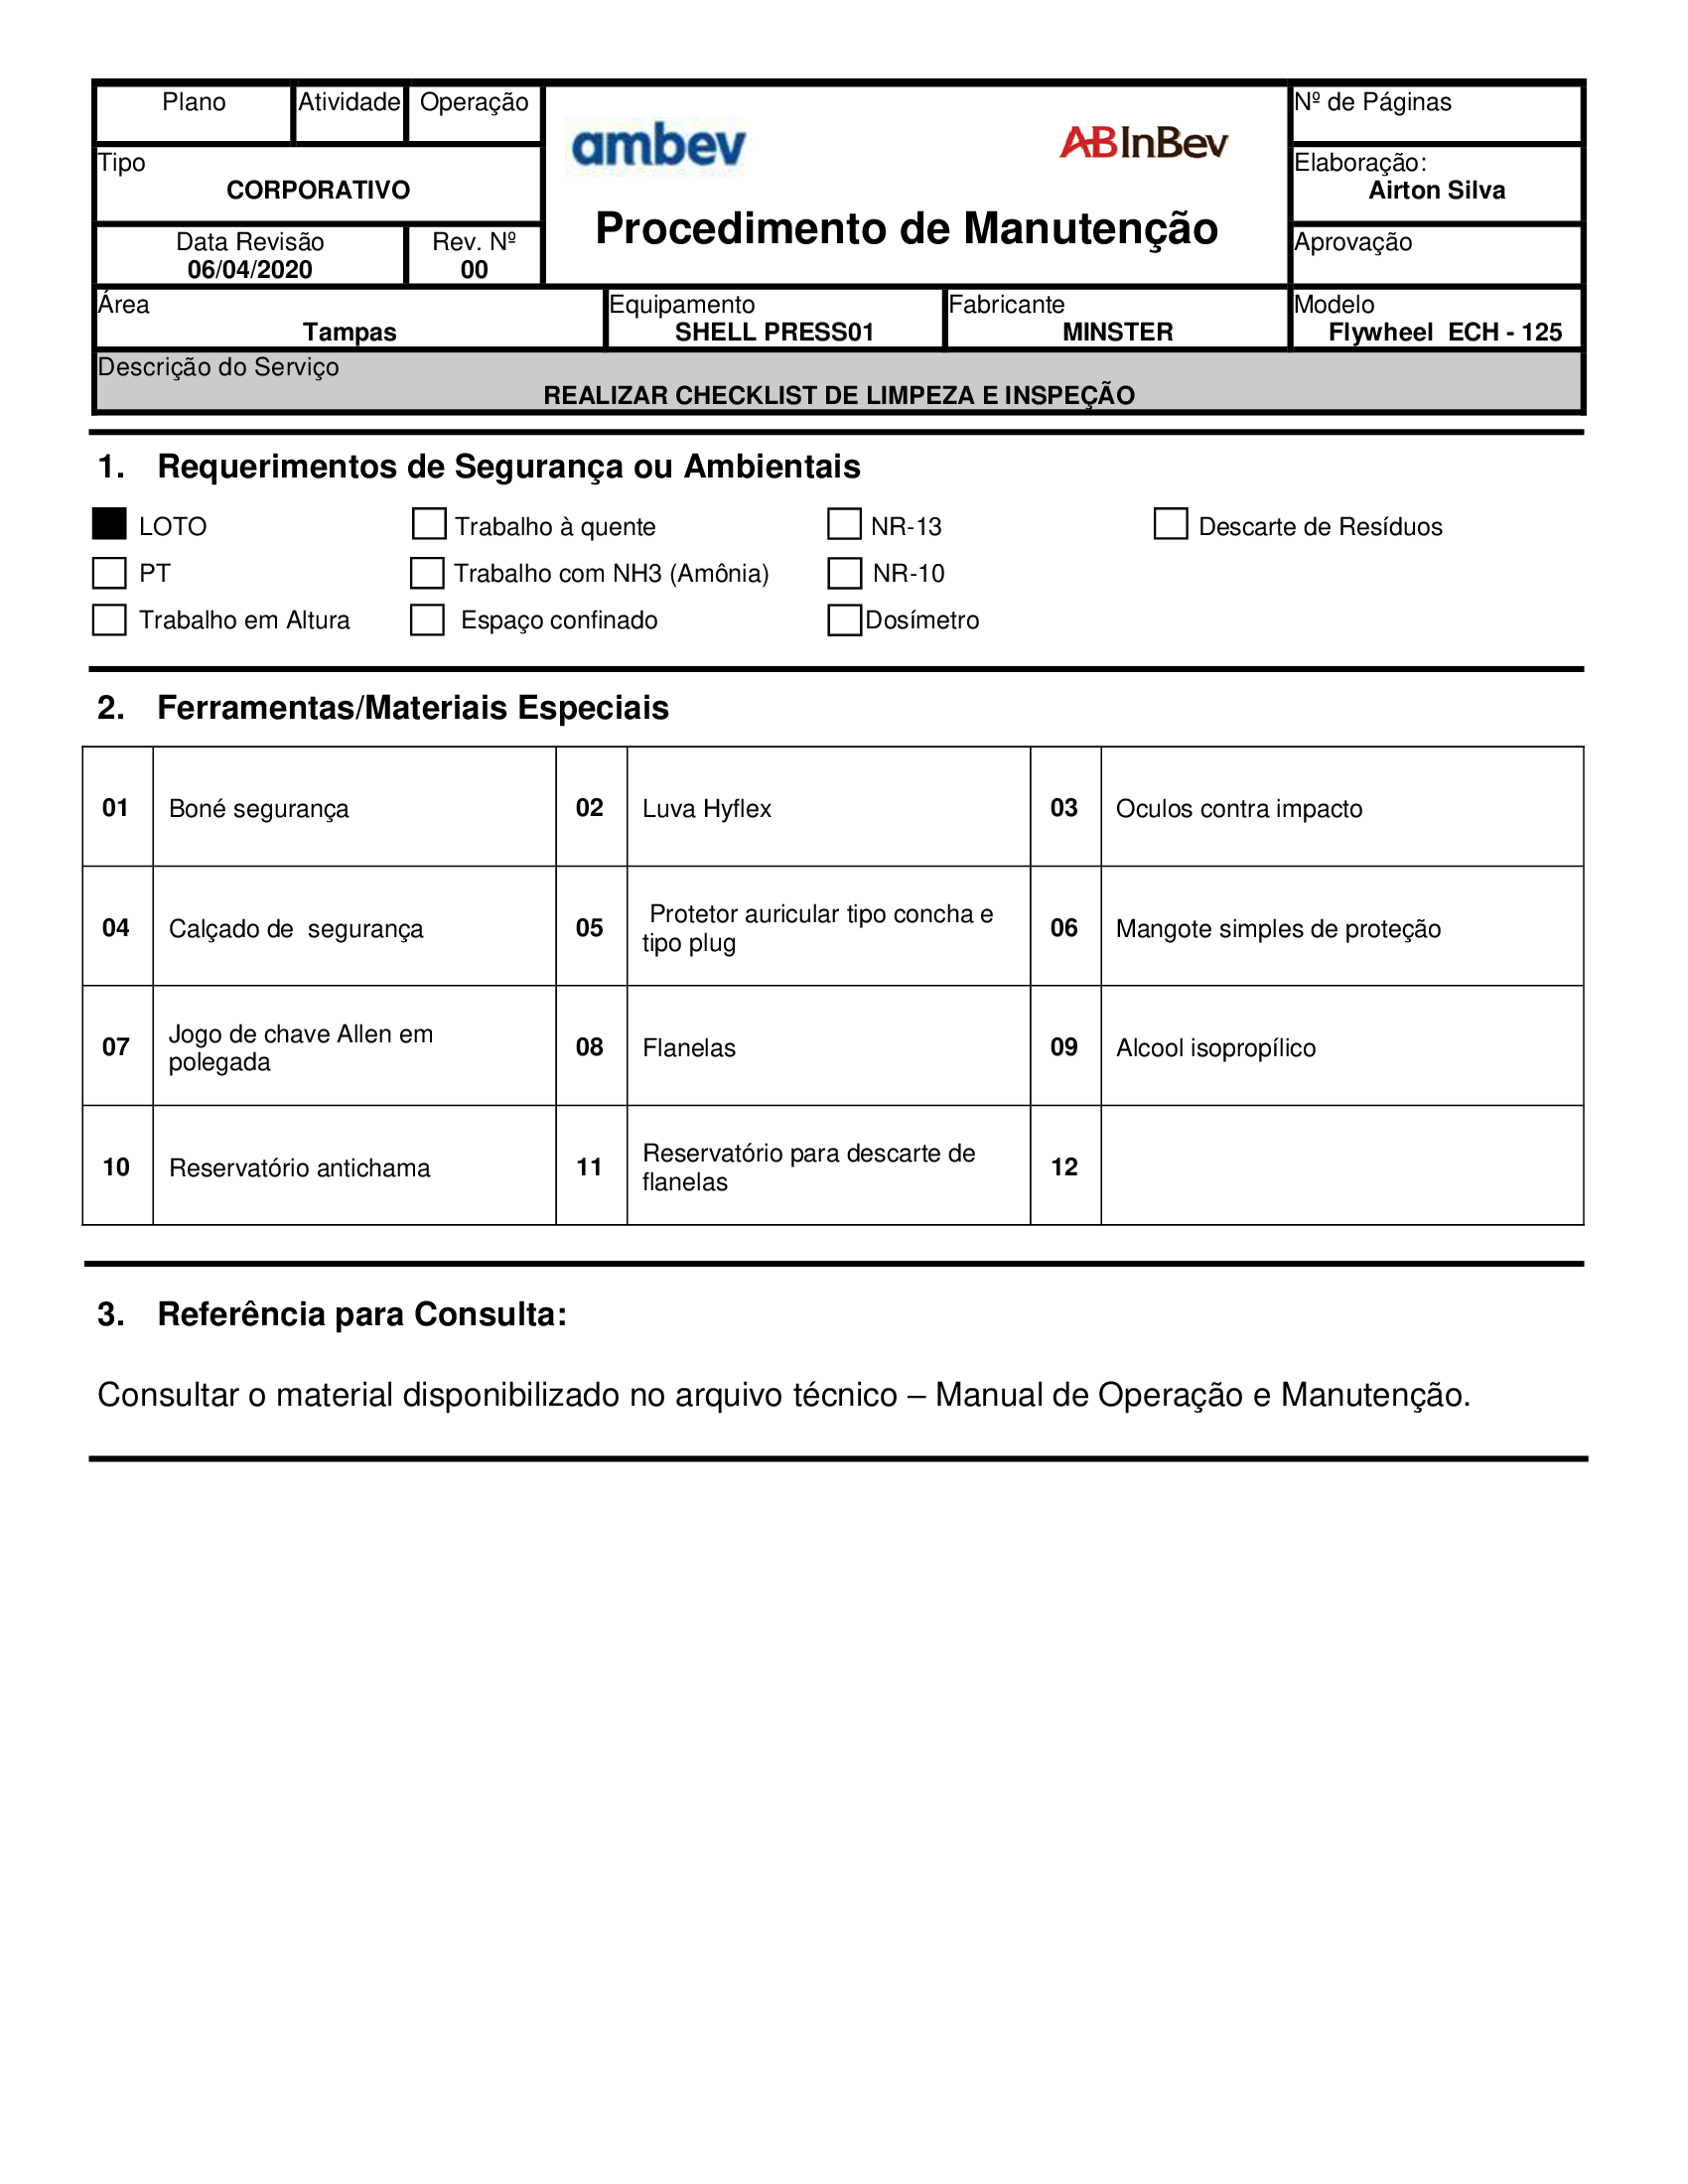 Plano Atividade Operação
ambev ABInBev
Nº de Páginas
Tipo
CORPORATIVO
Elaboração:
Airton Silva
Procedimento de Manutenção
Data Revisão
06/04/2020
Rev. Nº
00
Aprovação
Área
Tampas
Equipamento
SHELL PRESS01
Fabricante
MINSTER
Modelo
Flywheel ECH - 125
Descrição do Serviço
REALIZAR CHECKLIST DE LIMPEZA E INSPEÇÃO
1. Requerimentos de Segurança ou Ambientais
LOTO Trabalho à quente NR-13 Descarte de Resíduos
PT Trabalho com NH3 (Amônia) NR-10
Trabalho em Altura Espaço confinado Dosímetro
2. Ferramentas/Materiais Especiais
01 Boné segurança
02 Luva Hyflex
03 Oculos contra impacto
04 Calçado de segurança
05 Protetor auricular tipo concha e
tipo plug
06 Mangote simples de proteção
07 Jogo de chave Allen em
polegada
08 Flanelas
09 Alcool isopropílico
10 Reservatório antichama
11 Reservatório para descarte de
flanelas
12
3. Referência para Consulta:
Consultar o material disponibilizado no arquivo técnico – Manual de Operação e Manutenção.